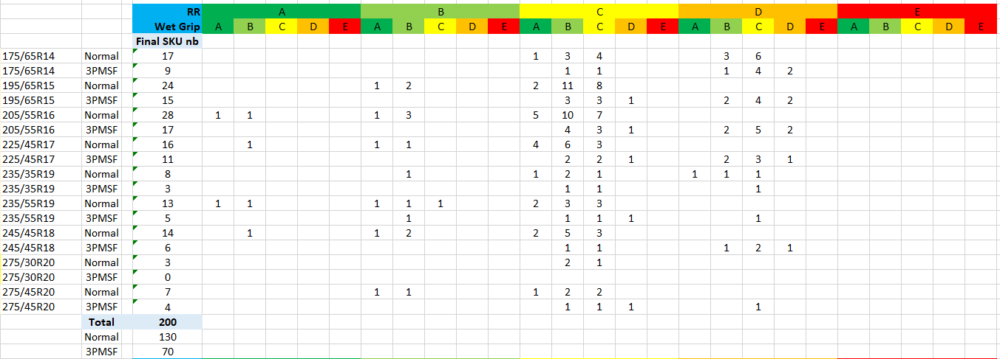 RR A B C D E
Wet Grip A B C D E A B C D E A B C D E A B C D E A B C D E
Final SKU nb
175/65R14 Normal 17 1 3 4 3 6
175/65R14 3PMSF 9 1 1 1 4 2
195/65R15 Normal 24 1 2 2 11 8
195/65R15 3PMSF 15 3 3 1 2 4 2
205/55R16 Normal 28 1 1 1 3 5 10 7
205/55R16 3PMSF 17 4 3 1 2 5 2
225/45R17 Normal 16 1 1 1 4 6 3
225/45R17 3PMSF 11 2 2 1 2 3 1
235/35R19 Normal 8 1 1 2 1 1 1 1
235/35R19 3PMSF 3 1 1 1
235/55R19 Normal 13 1 1 1 1 1 2 3 3
235/55R19 3PMSF 5 1 1 1 1 1
245/45R18 Normal 14 1 1 2 2 5 3
245/45R18 3PMSF 6 1 1 1 2 1
275/30R20 Normal 3 2 1
275/30R20 3PMSF 0
275/45R20 Normal 7 1 1 1 2 2
275/45R20 3PMSF 4 1 1 1 1
Total 200
Normal 130
3PMSF 70